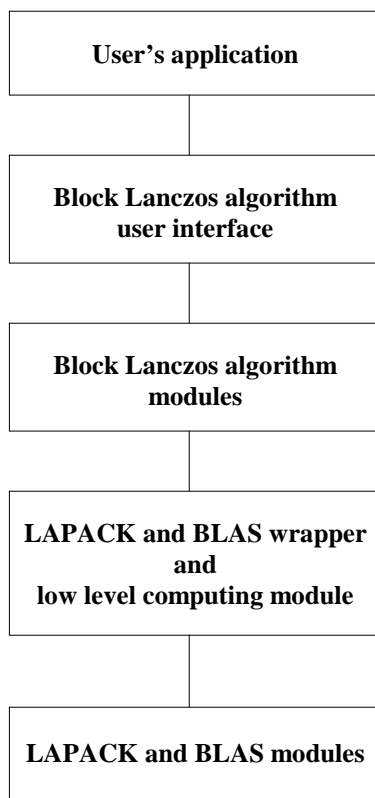 User's application
Block Lanczos algorithm
user interface
Block Lanczos algorithm
modules
LAPACK and BLAS wrapper
and
low level computing module
LAPACK and BLAS modules